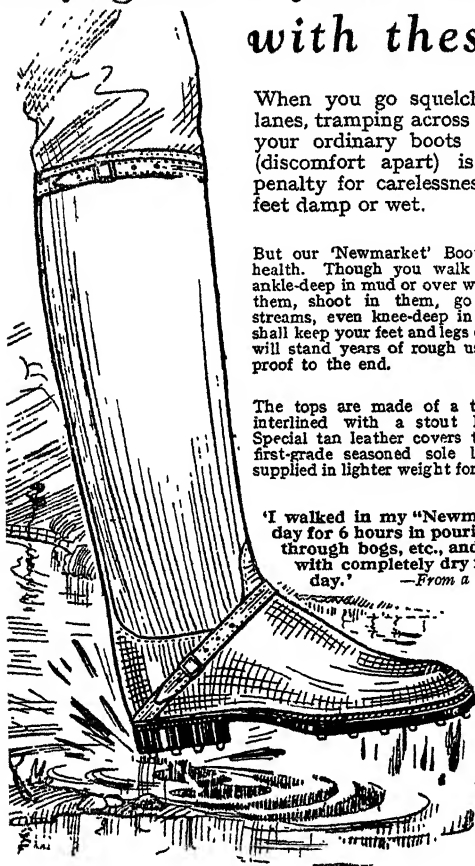 with thes
When you go squelch
lanes, tramping across
your ordinary boots
(discomfort apart) is
penalty for carelessnes
feet damp or wet.
But our 'Newmarket' Boo
health. Though you walk
ankle-deep in mud or over w
them, shoot in them, go
streams, even knee-deep in
shall keep your feet and legs
will stand years of rough us
proof to the end.
The tops are made of a t
interlined with a stout
Special tan leather covers t
first-grade seasoned sole l
supplied in lighter weight for
'I walked in my "Newm
day for 6 hours in pouri
through bogs, etc., and
with completely dry
day.' —From a